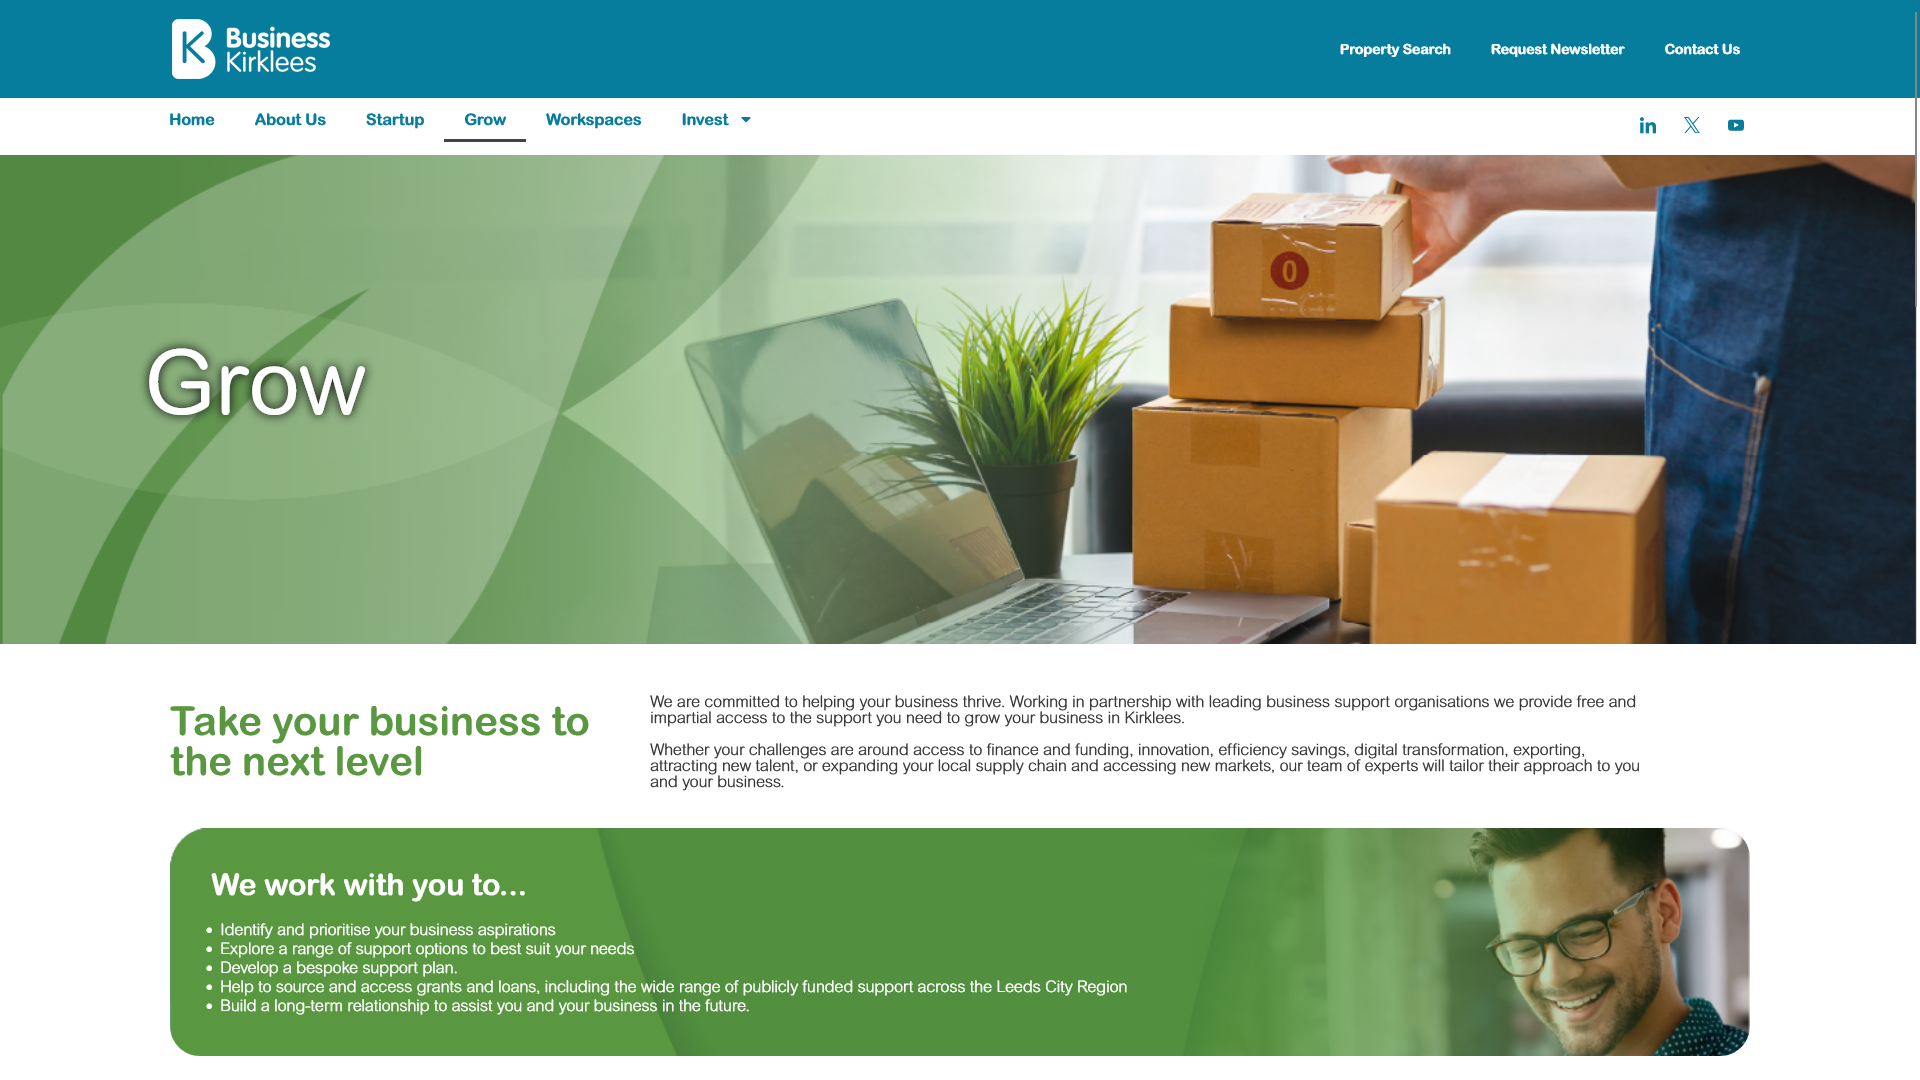 Business
Kirklees
Property Search
Request Newsletter
Contact Us
Home
About Us
Startup
Grow
Workspaces
Invest
Grow
0
Take your business to
the next level
We are committed to helping your business thrive. Working in partnership with leading business support organisations we provide free and
impartial access to the support you need to grow your business in Kirklees.
Whether your challenges are around access to finance and funding, innovation, efficiency savings, digital transformation, exporting,
attracting new talent, or expanding your local supply chain and accessing new markets, our team of experts will tailor their approach to you
and your business.
We work with you to...
• Identify and prioritise your business aspirations
• Explore a range of support options to best suit your needs
• Develop a bespoke support plan.
• Help to source and access grants and loans, including the wide range of publicly funded support across the Leeds City Region
• Build a long-term relationship to assist you and your business in the future.